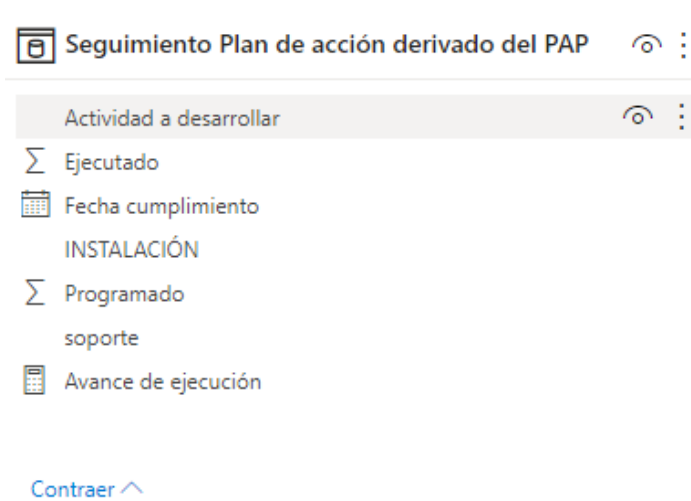 Seguimiento Plan de acción derivado del PAP
Actividad a desarrollar
Ejecutado
Fecha cumplimiento
INSTALACIÓN
Programado
soporte
Avance de ejecución
Contraer